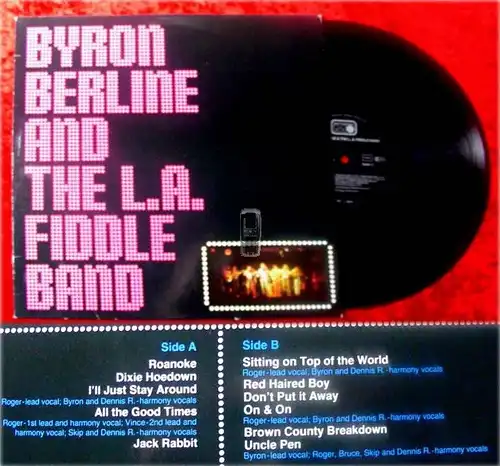 BYRON
BERLINE
AND
THE L.A.
FIDDLE
BAND
Side A
Roanoke
Dixie Hoedown
I'll Just Stay Around
Roger-lead vocal; Byron and Dennis R.-harmony vocals
All the Good Times
Roger-1st lead and harmony vocal; Vince-2nd lead and
harmony vocal; Skip and Dennis R.-harmony vocals
Jack Rabbit
Side B
Sitting on Top of the World
Roger-lead vocal, Byron and Dennis R.-harmony vocals
Red Haired Boy
Don't Put it Away
On & On
Roger-lead vocal; Byron and Dennis R.-harmony vocals
Brown County Breakdown
Uncle Pen
Byron-lead vocal; Roger, Bruce, Skip and Dennis R.-harmony vocals